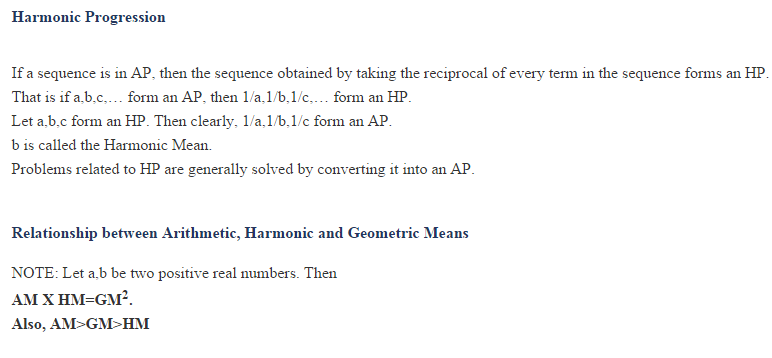 Harmonic Progression
If a sequence is in AP, then the sequence obtained by taking the reciprocal of every term in the sequence forms an HP.
That is if a,b,c,… form an AP, then 1/a,1/b,1/c,… form an HP.
Let a,b,c form an HP. Then clearly, 1/a,1/b,1/c form an AP.
b is called the Harmonic Mean.
Problems related to HP are generally solved by converting it into an AP.
Relationship between Arithmetic, Harmonic and Geometric Means
NOTE: Let a,b be two positive real numbers. Then
AM X HM=GM².
Also, AM>GM>HM